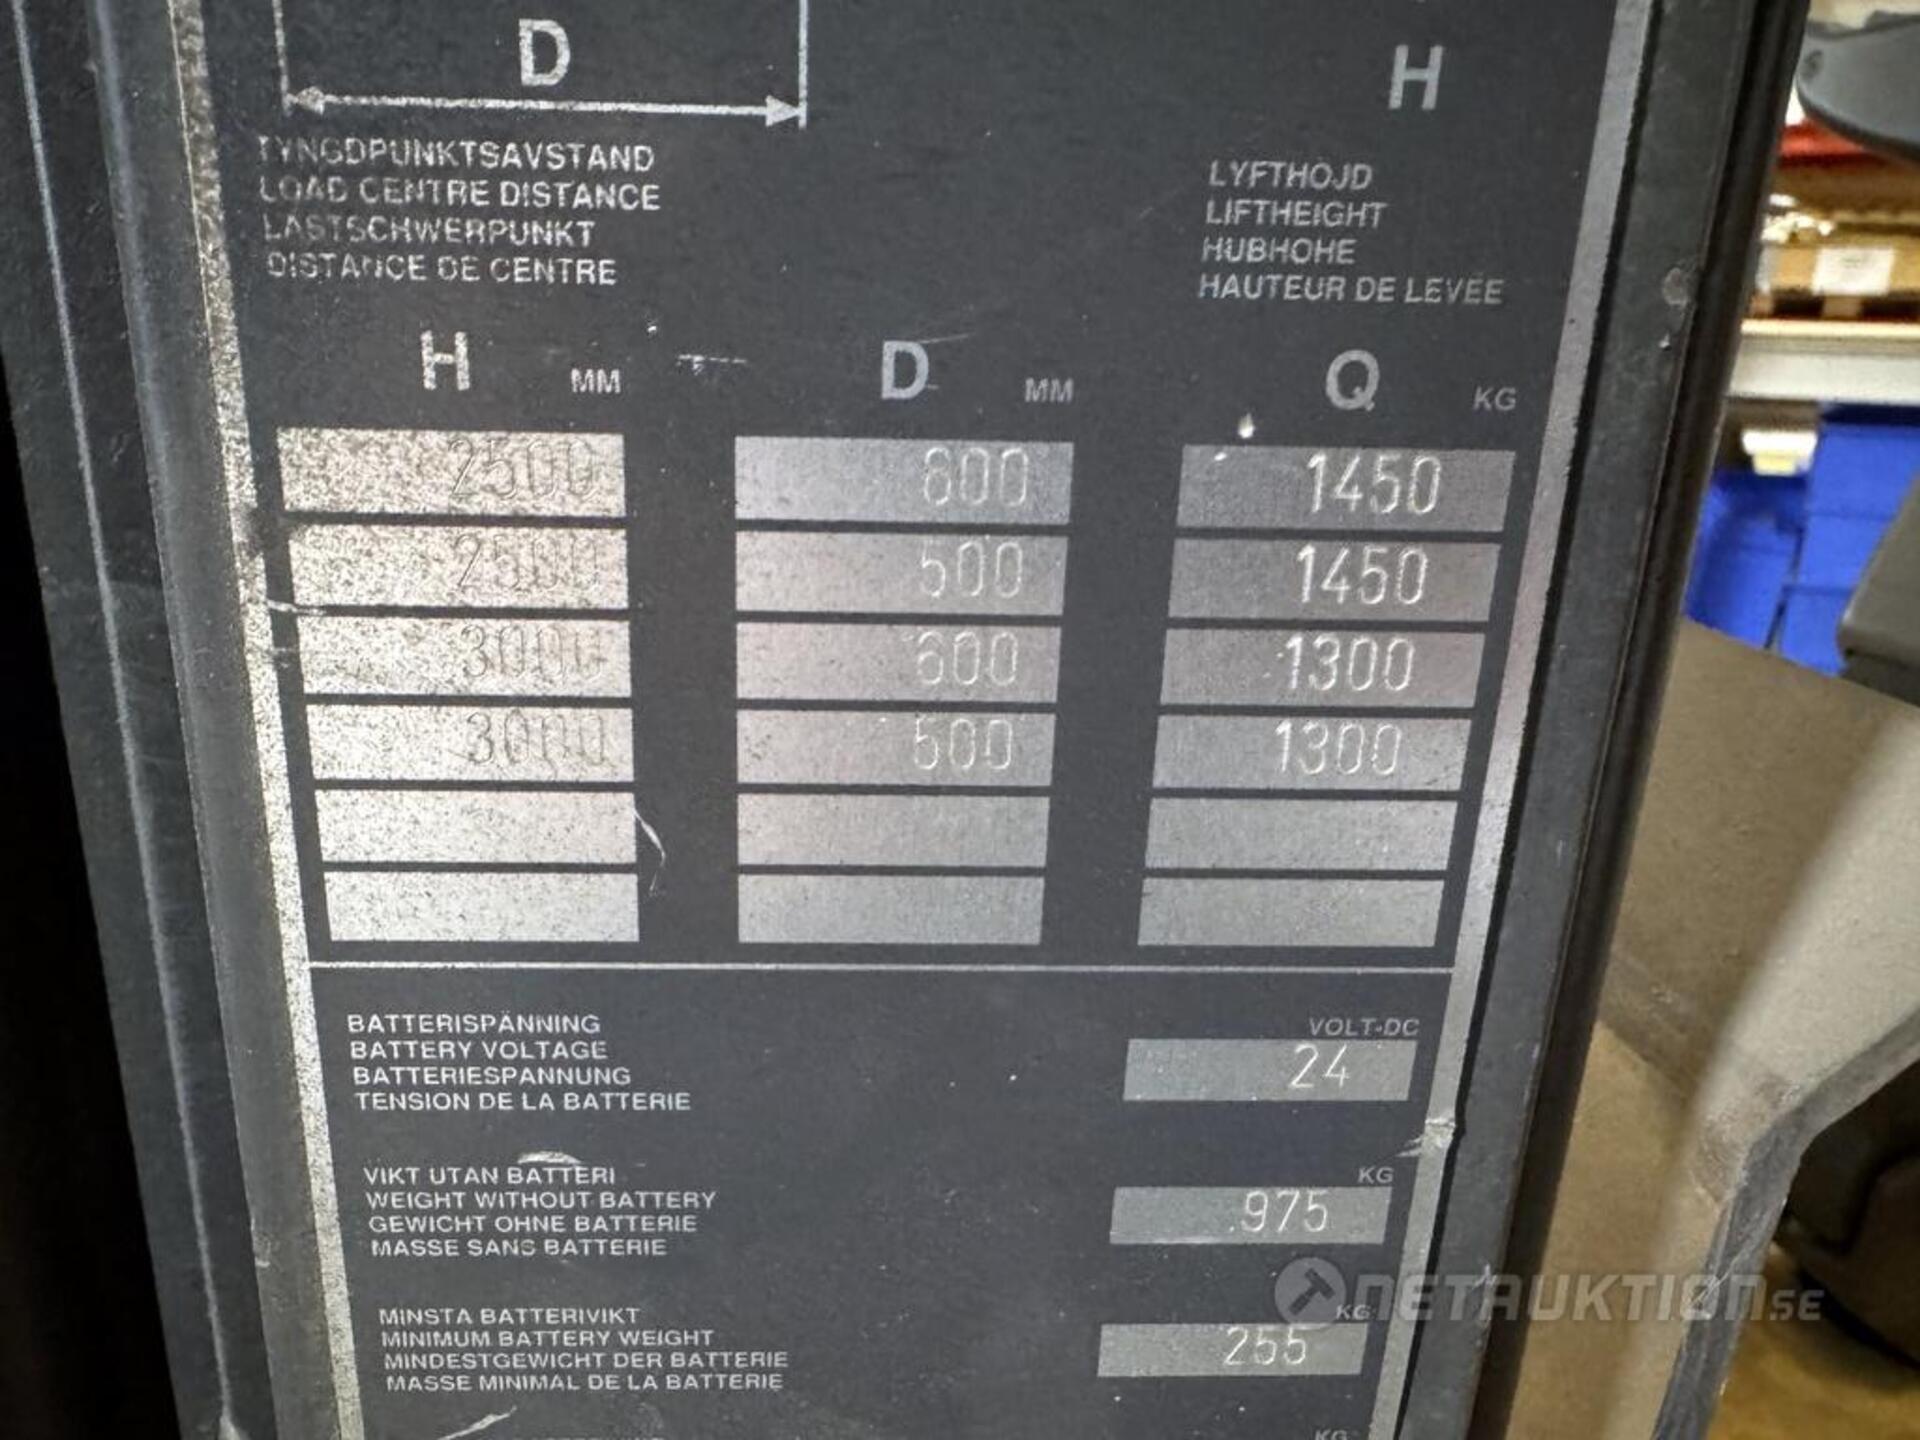 D
H
TYNGDPUNKTSAVSTAND
LOAD CENTRE DISTANCE
LASTSCHWERPUNKT
DISTANCE DE CENTRE
LYFTHOJD
LIFTHEIGHT
HUBHOHE
HAUTEUR DE LEVÉE
H MM D MM Q KG
2500 600 1450
2500 500 1450
3000 600 1300
3000 500 1300
BATTERISPÄNNING
BATTERY VOLTAGE
BATTERIESPANNUNG
TENSION DE LA BATTERIE
VOLT-DC
24
VIKT UTAN BATTERI
WEIGHT WITHOUT BATTERY
GEWICHT OHNE BATTERIE
MASSE SANS BATTERIE
KG
975
MINSTA BATTERIVIKT
MINIMUM BATTERY WEIGHT
MINDESTGEWICHT DER BATTERIE
MASSE MINIMAL DE LA BATTERIE
KG
255
NETAUKTION.SE
KG